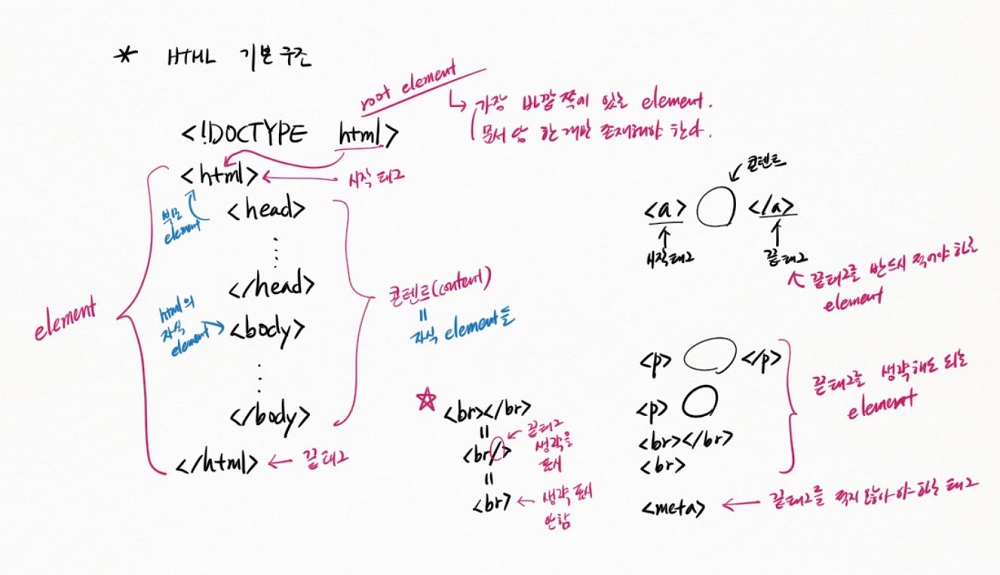 * HTML 기본 구조
root element
↳ 가장 바깥 쪽에 있는 element.
문서 당 한 개만 존재해야 한다.
<!DOCTYPE html>
<html> ← 시작 태그
부모
element
<head>
</head>
html의
자식
element
<body>
</body>
</html> ← 끝 태그
element
콘텐트(content)
=
자식 element들
콘텐트
<a> </a>
시작 태그 끝 태그
끝 태그를 반드시 적어야 하는
element
☆ <br></br>
=
<br/> ← 끝 태그
생략을
표시
=
<br> ← 생략 표시
안함
<p> </p>
<p>
<br></br>
<br>
끝 태그를 생략해도 되는
element
<meta> ← 끝 태그를 적지 않아야 하는 태그